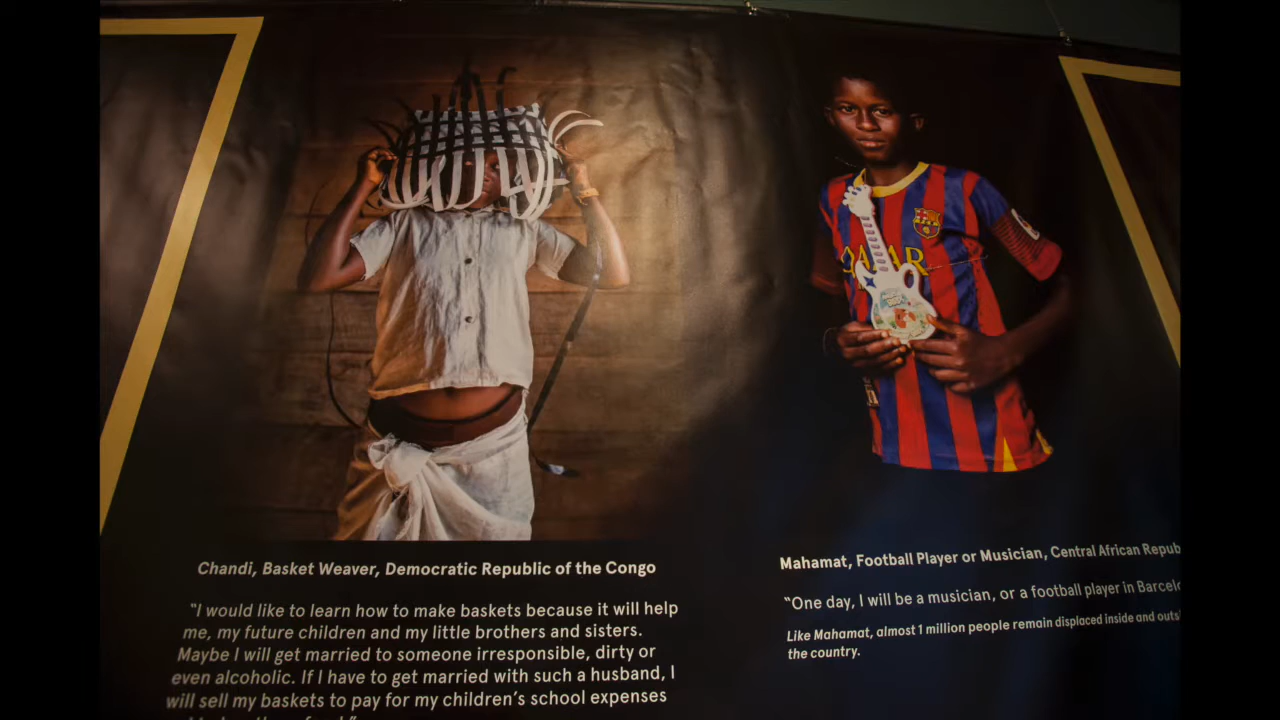 QATAR
Chandi, Basket Weaver, Democratic Republic of the Congo
"I would like to learn how to make baskets because it will help
me, my future children and my little brothers and sisters.
Maybe I will get married to someone irresponsible, dirty or
even alcoholic. If I have to get married with such a husband, I
will sell my baskets to pay for my children's school expenses
Mahamat, Football Player or Musician, Central African Repub
"One day, I will be a musician, or a football player in Barcelo
Like Mahamat, almost 1 million people remain displaced inside and outs
the country.